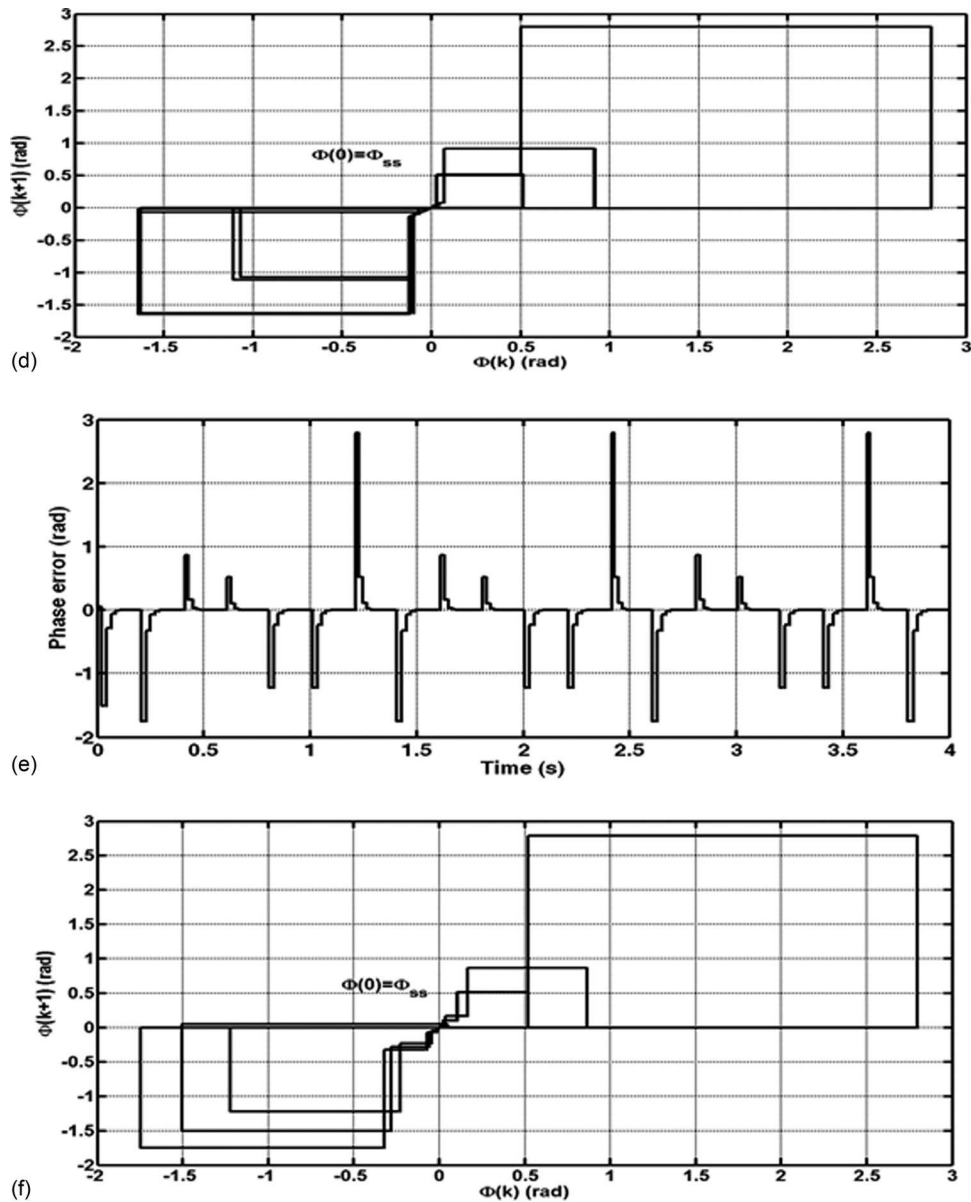 3
2.5
2
1.5
1
0.5
0
-0.5
-1
-1.5
-2
Φ(k+1) (rad)
Φ(0)=Φss
-2 -1.5 -1 -0.5 0 0.5 1 1.5 2 2.5 3
Φ(k) (rad)
(d)
3
2
1
0
-1
-2
Phase error (rad)
0 0.5 1 1.5 2 2.5 3 3.5 4
Time (s)
(e)
3
2.5
2
1.5
1
0.5
0
-0.5
-1
-1.5
-2
Φ(k+1) (rad)
Φ(0)=Φss
-2 -1.5 -1 -0.5 0 0.5 1 1.5 2 2.5 3
Φ(k) (rad)
(f)